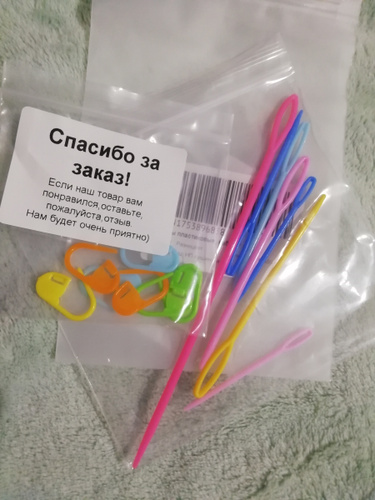 Спасибо за
заказ!
Если наш товар вам
понравился,оставьте,
пожалуйста,отзыв.
Нам будет очень приятно)